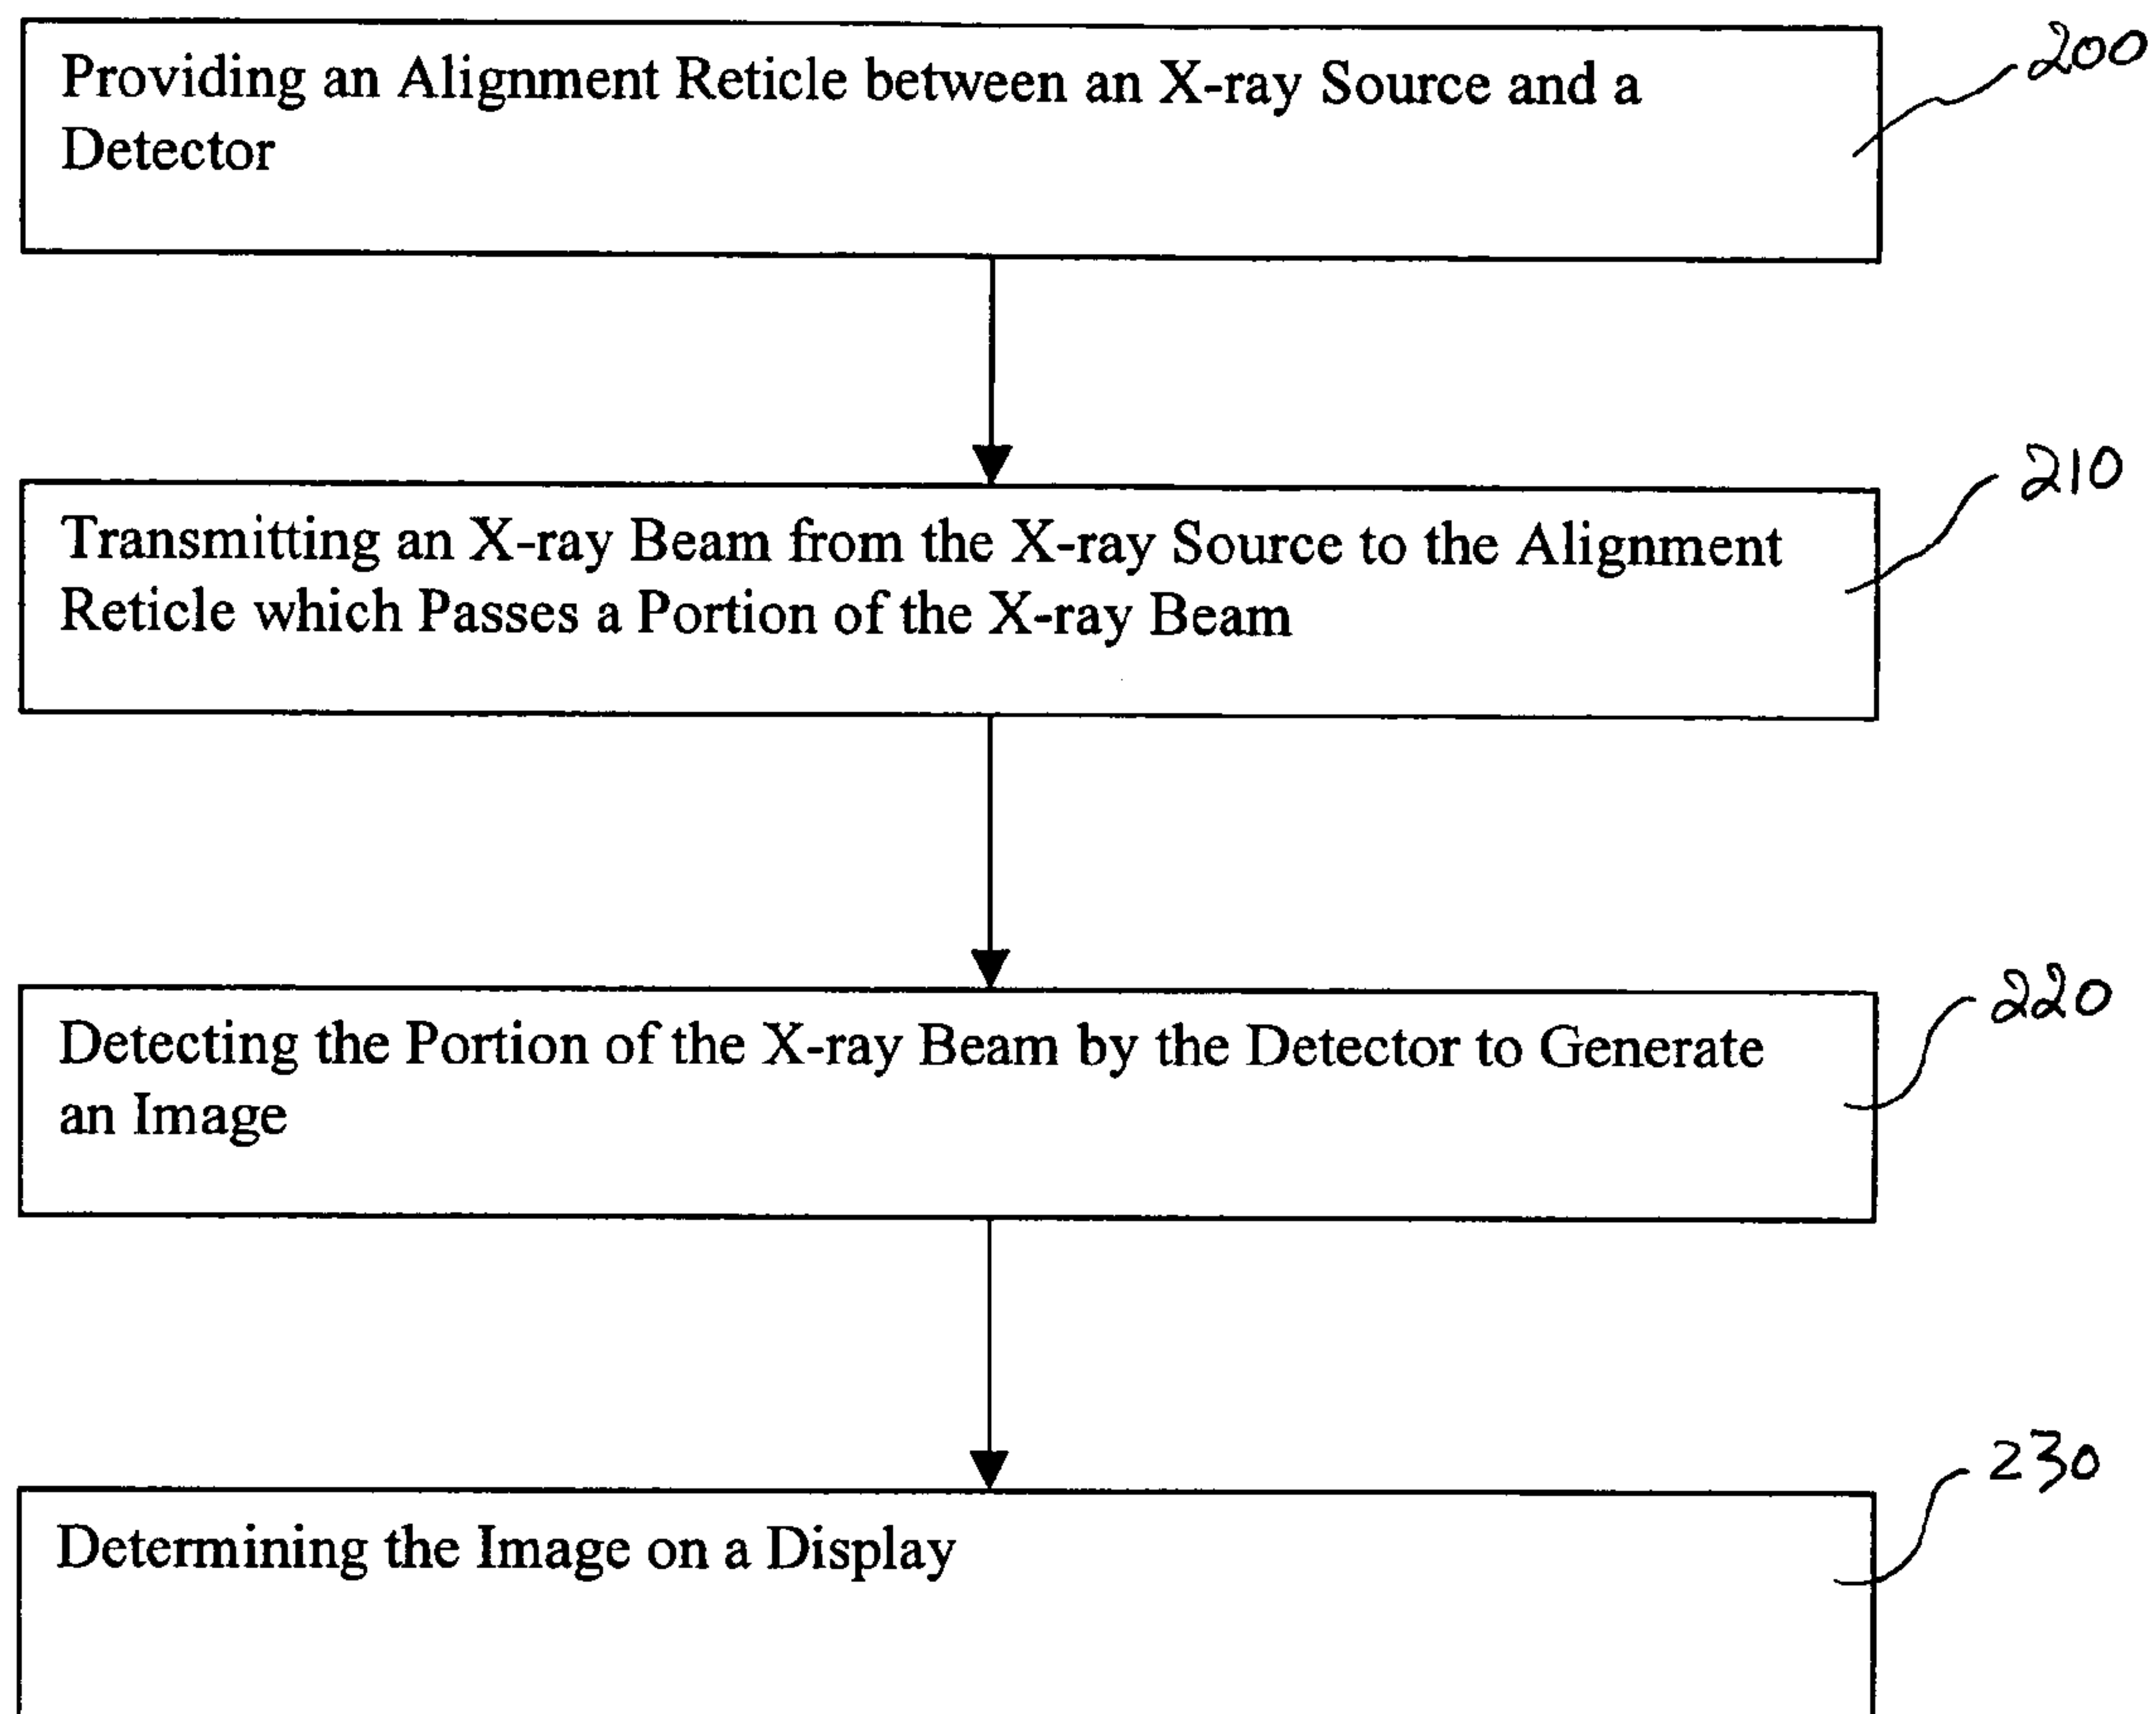 Providing an Alignment Reticle between an X-ray Source and a
Detector
200
Transmitting an X-ray Beam from the X-ray Source to the Alignment
Reticle which Passes a Portion of the X-ray Beam
210
Detecting the Portion of the X-ray Beam by the Detector to Generate
an Image
220
Determining the Image on a Display
230